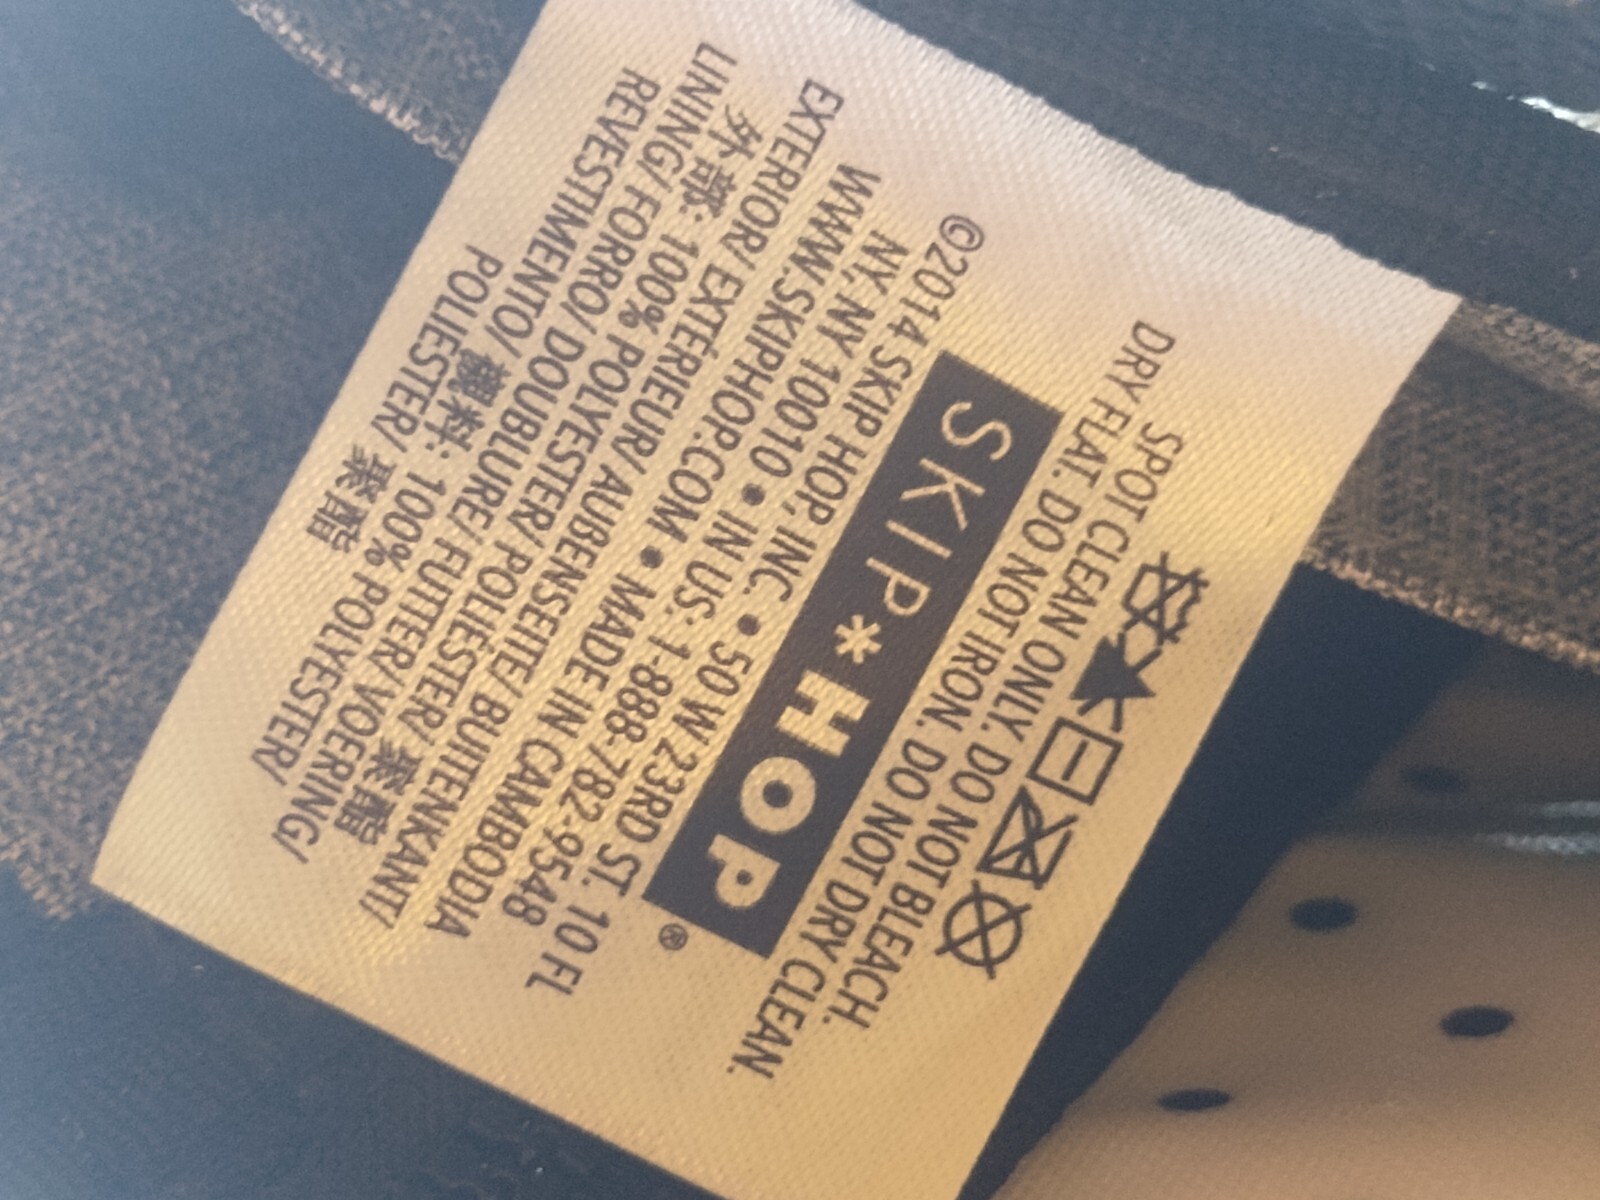 SPOT CLEAN ONLY. DO NOT BLEACH.
DRY FLAT. DO NOT IRON. DO NOT DRY CLEAN.
SKIP*HOP®
©2014 SKIP HOP, INC. • 50 W 23RD ST. 10 FL
NY, NY 10010 • IN US: 1-888-782-9548
WWW.SKIPHOP.COM • MADE IN CAMBODIA
EXTERIOR/ EXTÉRIEUR/ AUBENSEITE/ BUITENKANT/
外部: 100% POLYESTER/ POLIÉSTER/ 聚酯
LINING/ FORRO/ DOUBLURE/ FUTTER/ VOERING/
REVESTIMENTO/ 襯料: 100% POLYESTER/
POLIESTER/ 聚酯